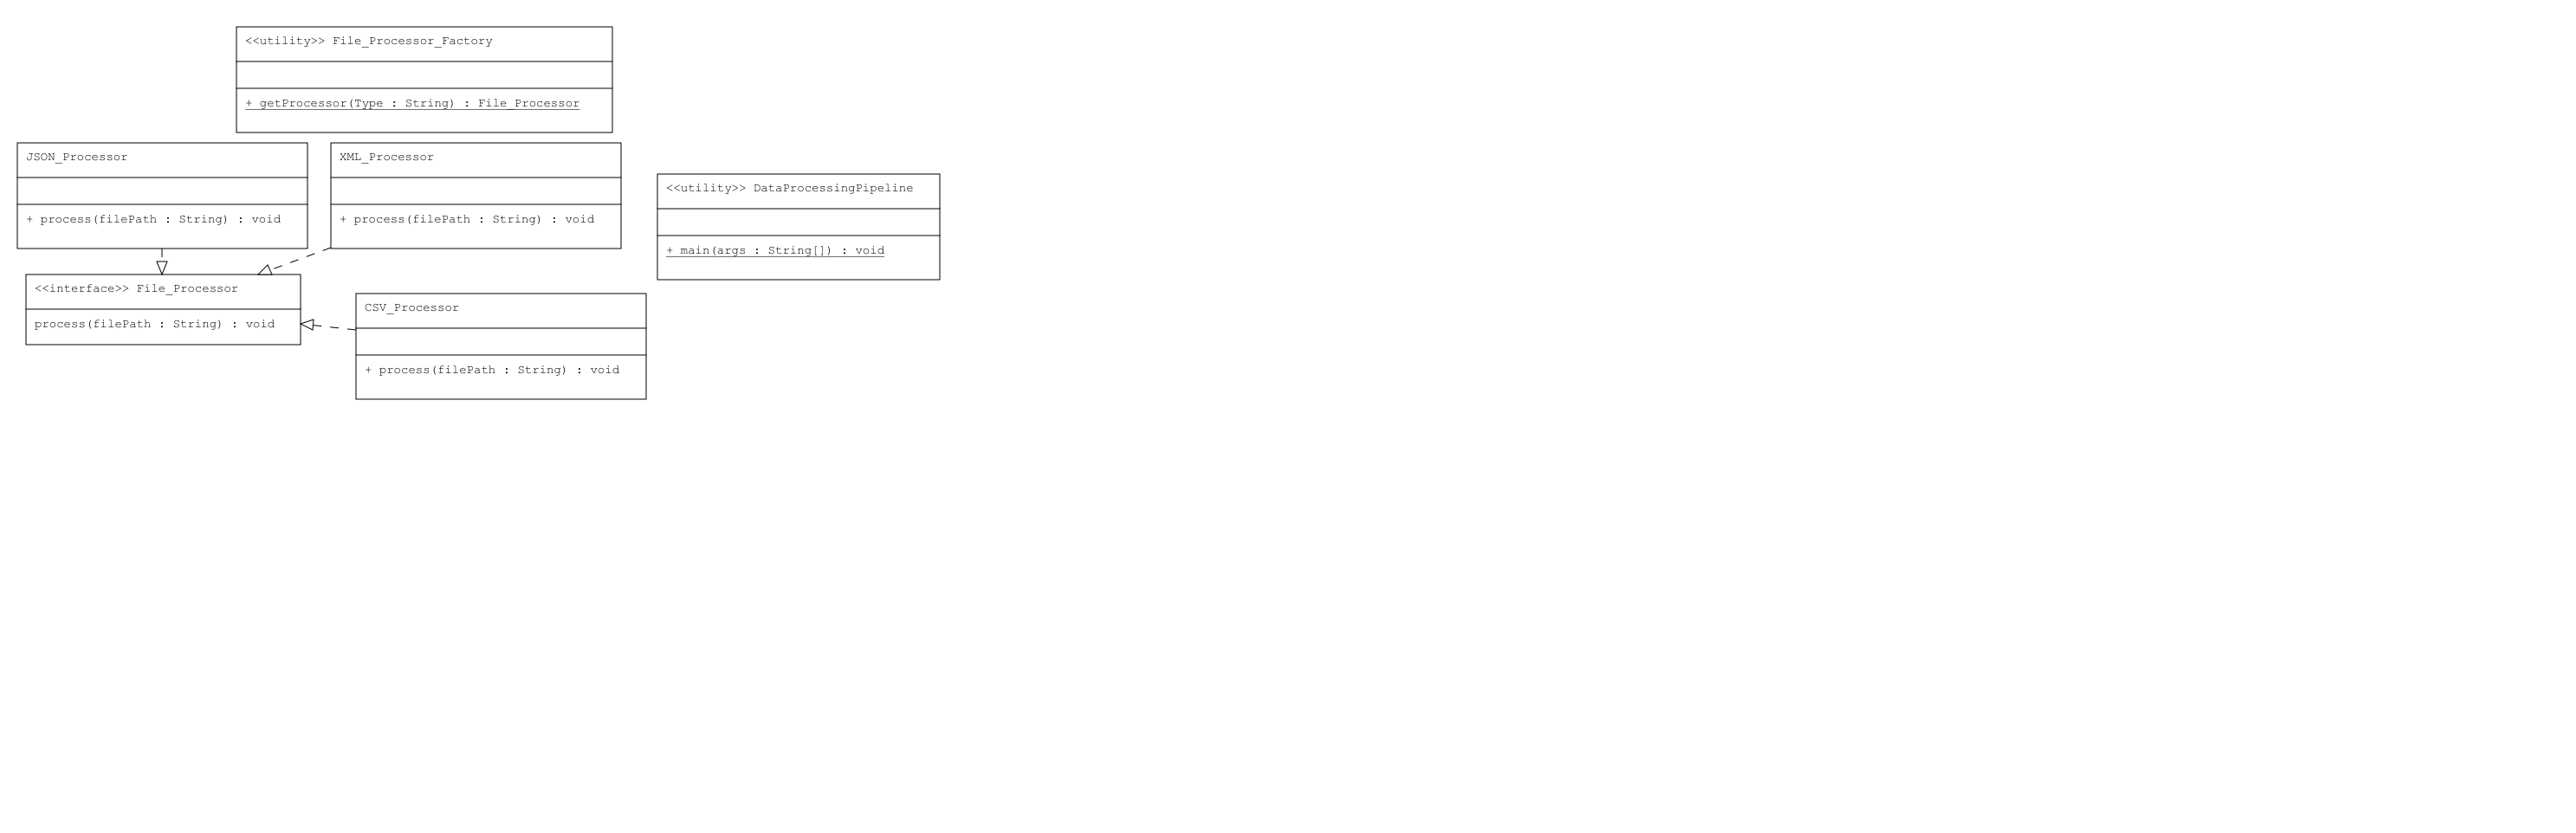 <<utility>> File_Processor_Factory
+ getProcessor(Type : String) : File_Processor
JSON_Processor
+ process(filePath : String) : void
XML_Processor
+ process(filePath : String) : void
<<utility>> DataProcessingPipeline
+ main(args : String[]) : void
<<interface>> File_Processor
process(filePath : String) : void
CSV_Processor
+ process(filePath : String) : void